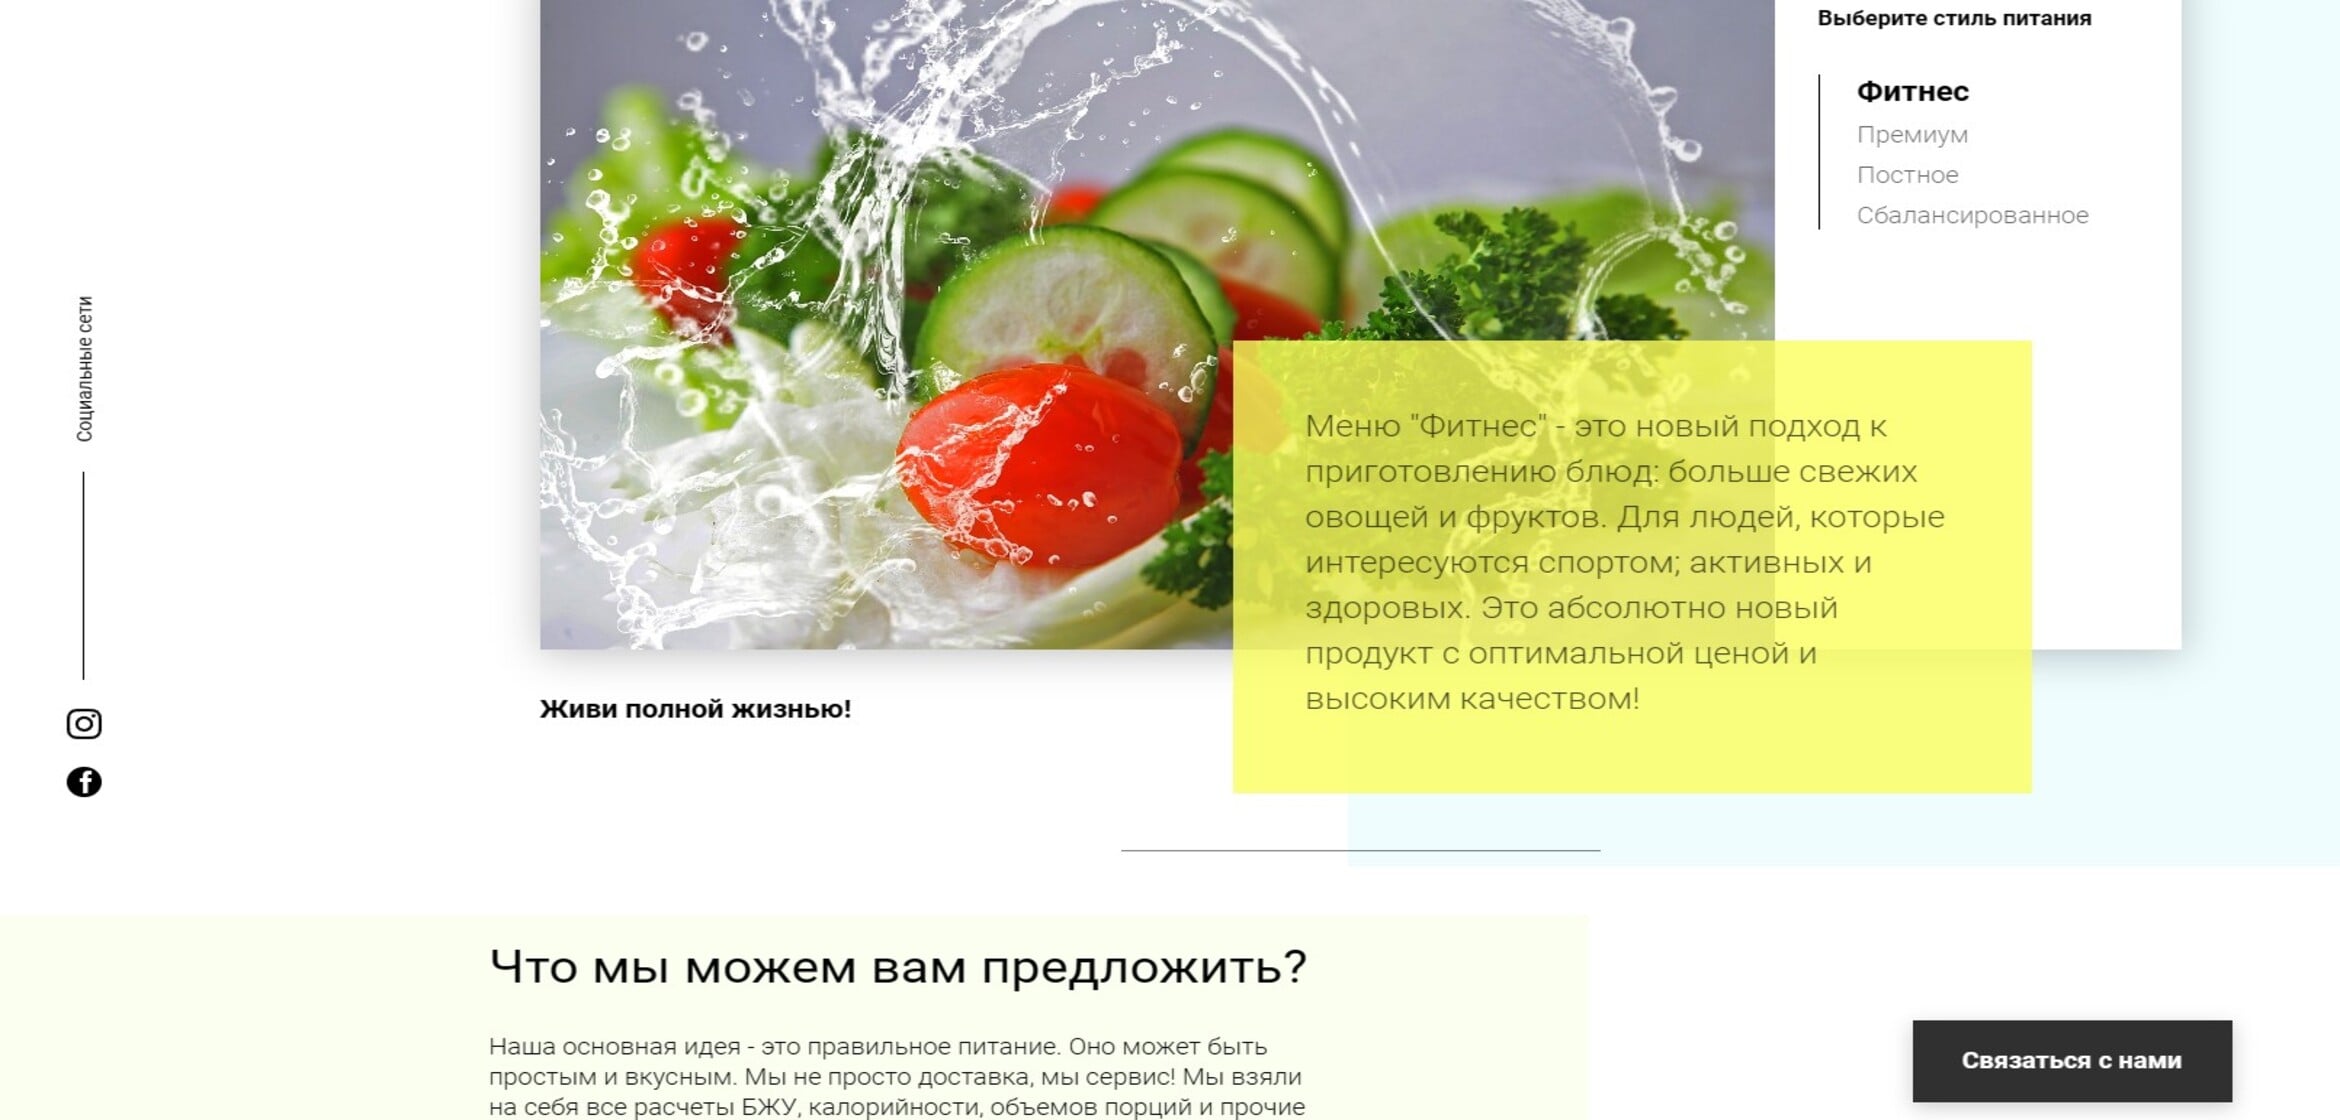 Выберите стиль питания
Фитнес
Премиум
Постное
Сбалансированное
Социальные сети
Меню "Фитнес" - это новый подход к
приготовлению блюд: больше свежих
овощей и фруктов. Для людей, которые
интересуются спортом; активных и
здоровых. Это абсолютно новый
продукт с оптимальной ценой и
высоким качеством!
Живи полной жизнью!
Что мы можем вам предложить?
Наша основная идея - это правильное питание. Оно может быть
простым и вкусным. Мы не просто доставка, мы сервис! Мы взяли
на себя все расчеты БЖУ, калорийности, объемов порций и прочие
Связаться с нами